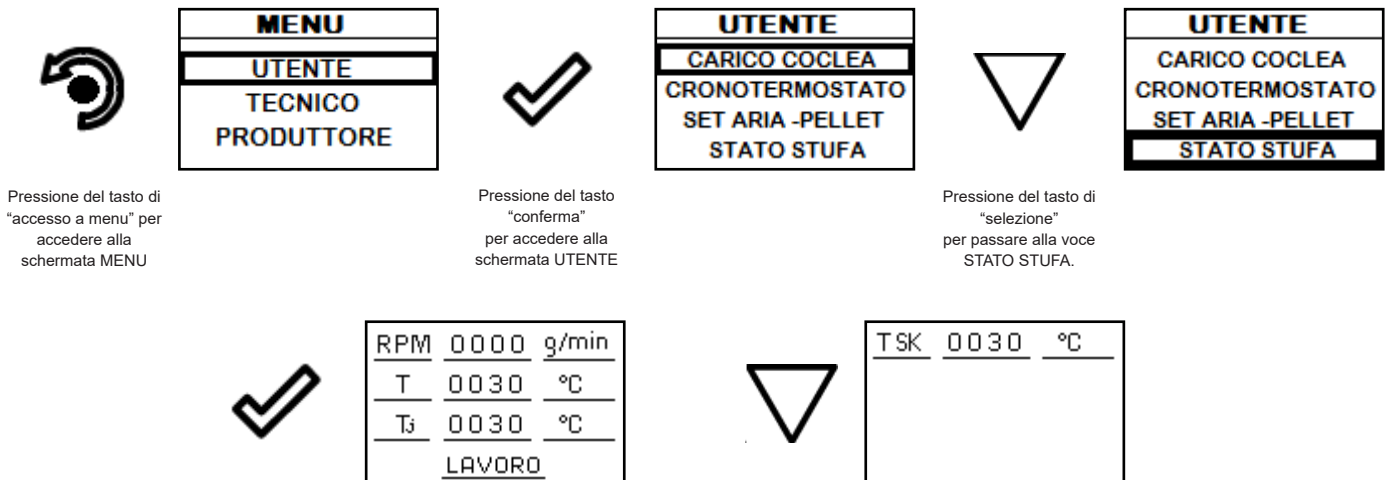 MENU
UTENTE
TECNICO
PRODUTTORE
UTENTE
CARICO COCLEA
CRONOTERMOSTATO
SET ARIA -PELLET
STATO STUFA
UTENTE
CARICO COCLEA
CRONOTERMOSTATO
SET ARIA -PELLET
STATO STUFA
Pressione del tasto di
“accesso a menu” per
accedere alla
schermata MENU
Pressione del tasto
“conferma”
per accedere alla
schermata UTENTE
Pressione del tasto di
“selezione”
per passare alla voce
STATO STUFA.
RPM 0000 g/min
T 0030 °C
Tj 0030 °C
LAVORO
TSK 0030 °C